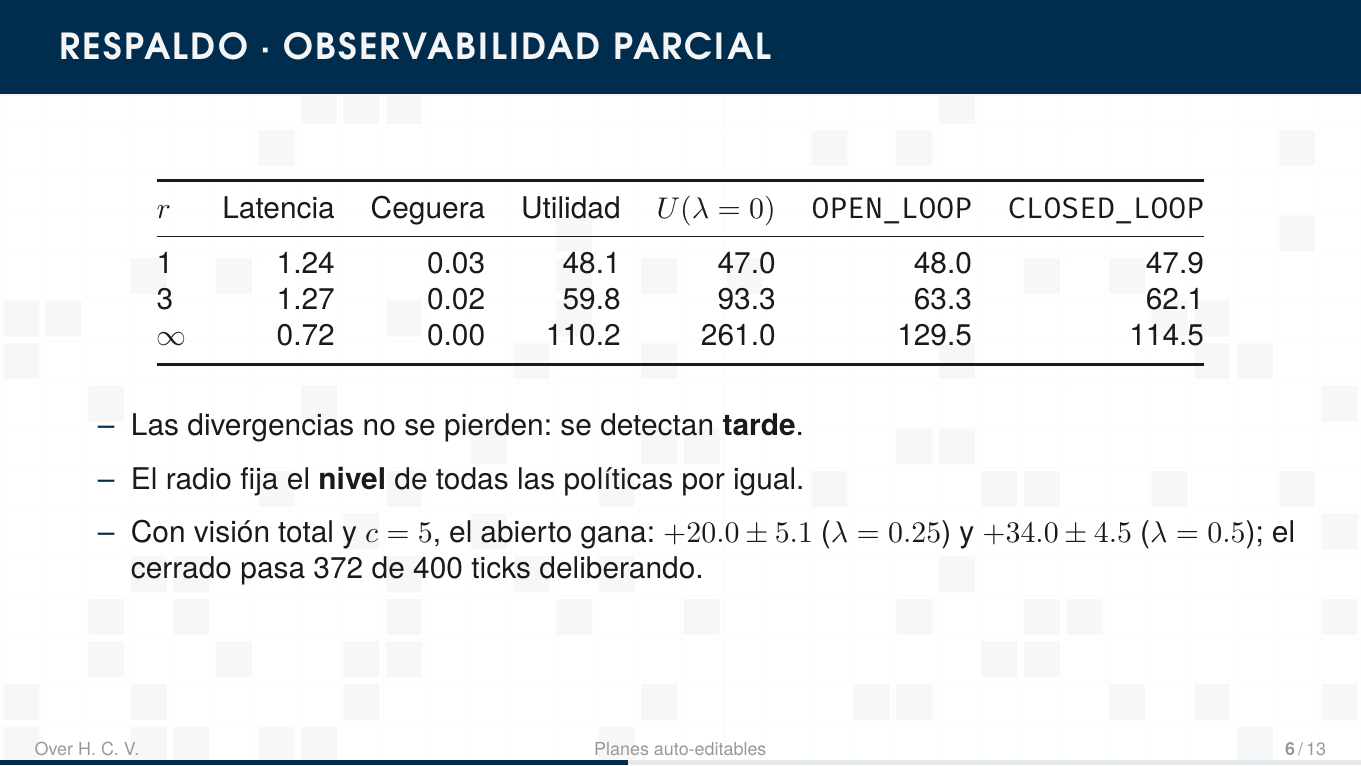 RESPALDO · OBSERVABILIDAD PARCIAL
r Latencia Ceguera Utilidad U(λ = 0) OPEN_LOOP CLOSED_LOOP
1 1.24 0.03 48.1 47.0 48.0 47.9
3 1.27 0.02 59.8 93.3 63.3 62.1
∞ 0.72 0.00 110.2 261.0 129.5 114.5
– Las divergencias no se pierden: se detectan tarde.
– El radio fija el nivel de todas las políticas por igual.
– Con visión total y c = 5, el abierto gana: +20.0 ± 5.1 (λ = 0.25) y +34.0 ± 4.5 (λ = 0.5); el
cerrado pasa 372 de 400 ticks deliberando.
Over H. C. V. Planes auto-editables 6 / 13